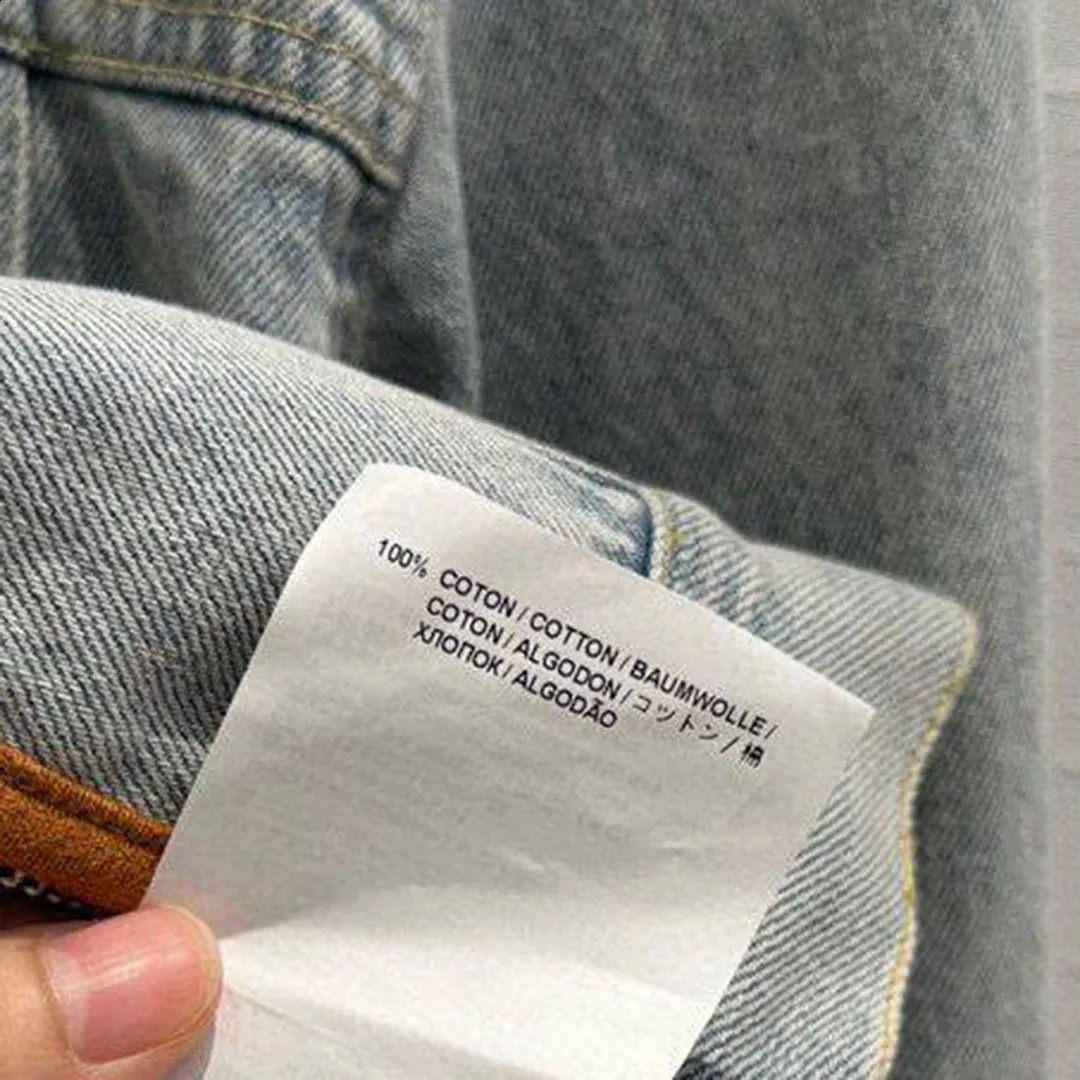 100% COTON / COTTON / BAUMWOLLE /
COTON / ALGODON / コットン / 棉
ХЛОПОК / ALGODÃO